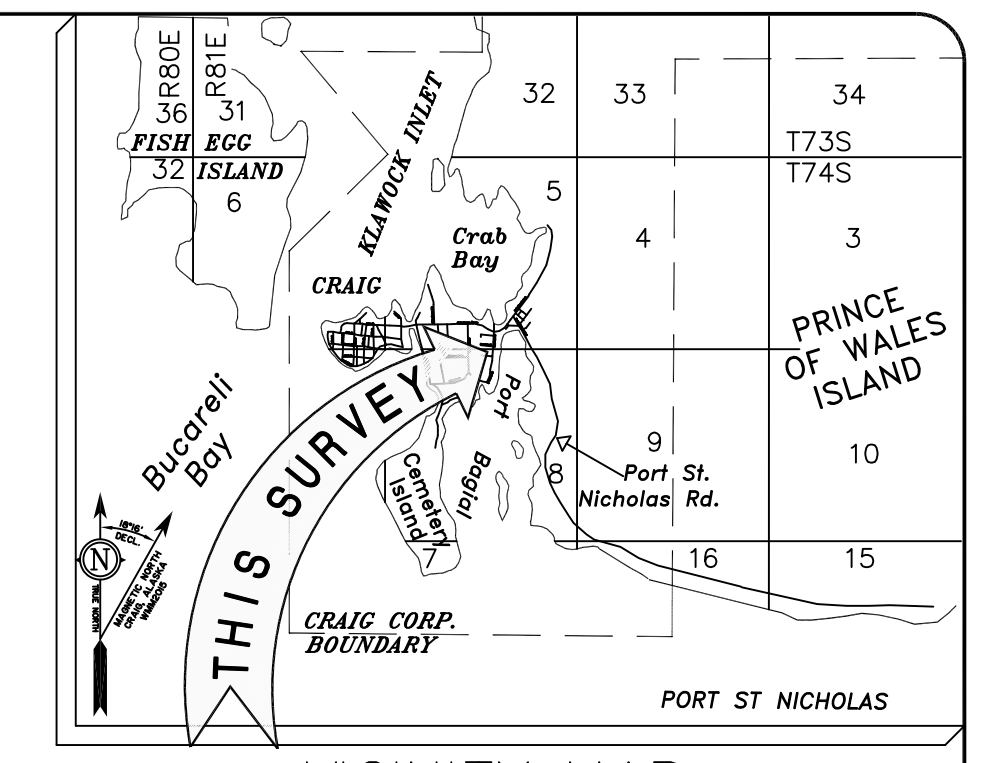 R80E
R81E
36
31
32
33
34
FISH EGG
ISLAND
T73S
T74S
32
6
5
4
3
KLAWOCK INLET
Crab
Bay
CRAIG
PRINCE
OF WALES
ISLAND
Bucareli
Bay
THIS SURVEY
Port
Bagial
Cemetery
Island
7
8
9
10
Port St.
Nicholas Rd.
16
15
18°16'
DECL.
N
TRUE NORTH
MAGNETIC NORTH
CRAIG, ALASKA
WMM2015
CRAIG CORP.
BOUNDARY
PORT ST NICHOLAS